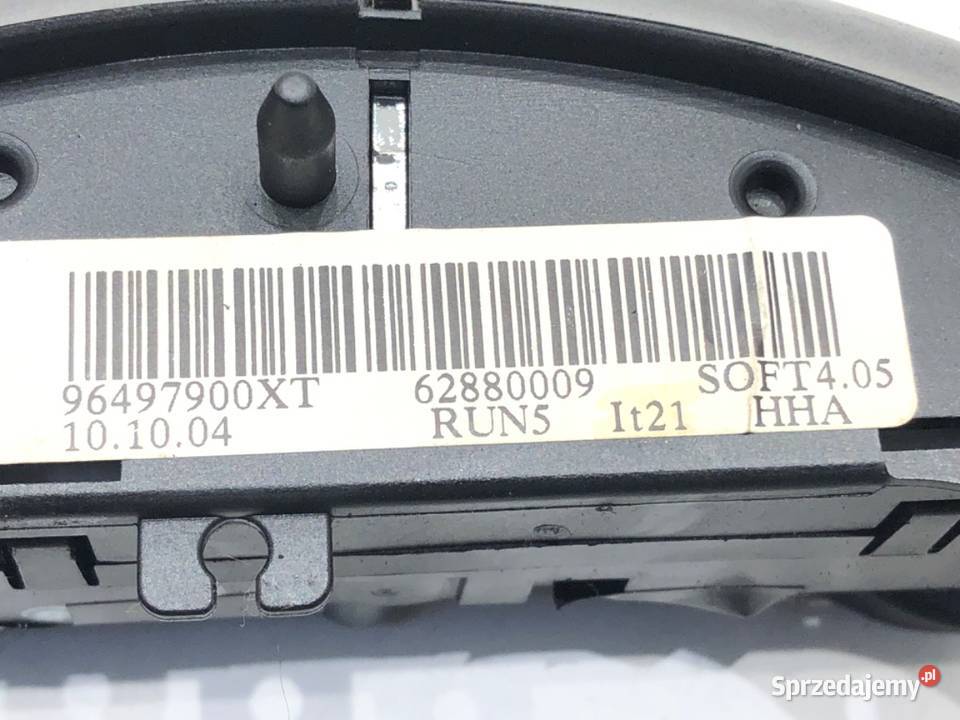 96497900XT 62880009 SOFT4.05
10.10.04 RUN5 It21 HHA
Sprzedajemy.pl